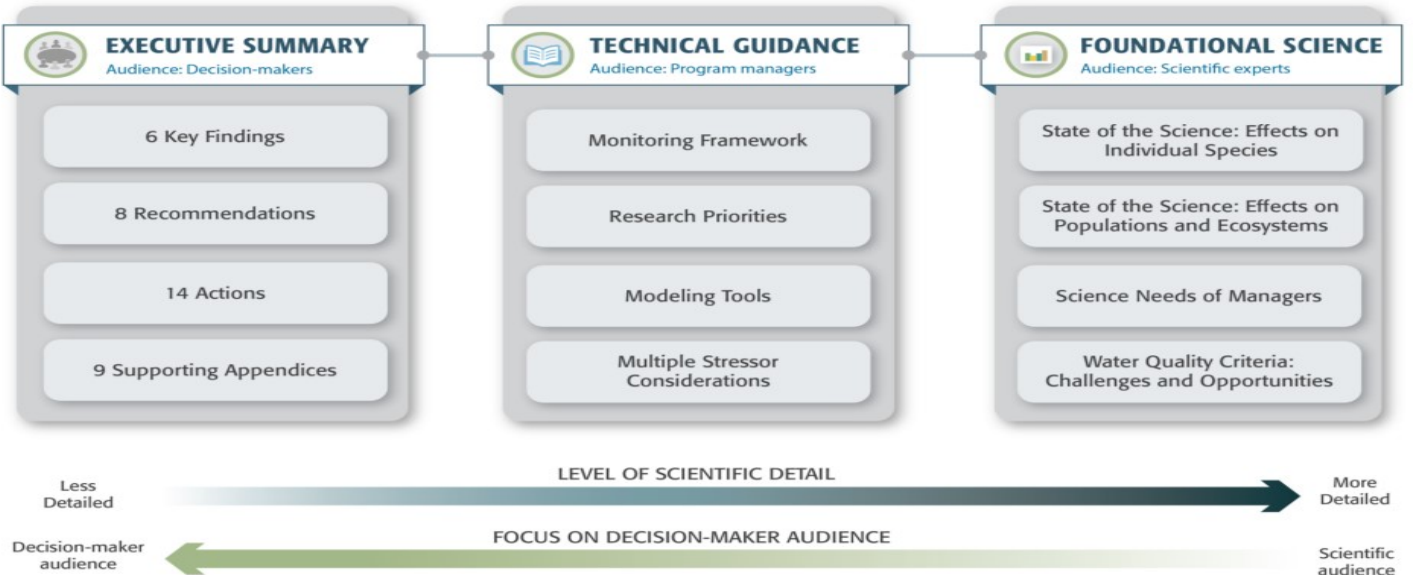 EXECUTIVE SUMMARY
Audience: Decision-makers
6 Key Findings
8 Recommendations
14 Actions
9 Supporting Appendices
TECHNICAL GUIDANCE
Audience: Program managers
Monitoring Framework
Research Priorities
Modeling Tools
Multiple Stressor
Considerations
FOUNDATIONAL SCIENCE
Audience: Scientific experts
State of the Science: Effects on
Individual Species
State of the Science: Effects on
Populations and Ecosystems
Science Needs of Managers
Water Quality Criteria:
Challenges and Opportunities
LEVEL OF SCIENTIFIC DETAIL
Less
Detailed
More
Detailed
FOCUS ON DECISION-MAKER AUDIENCE
Decision-maker
audience
Scientific
audience